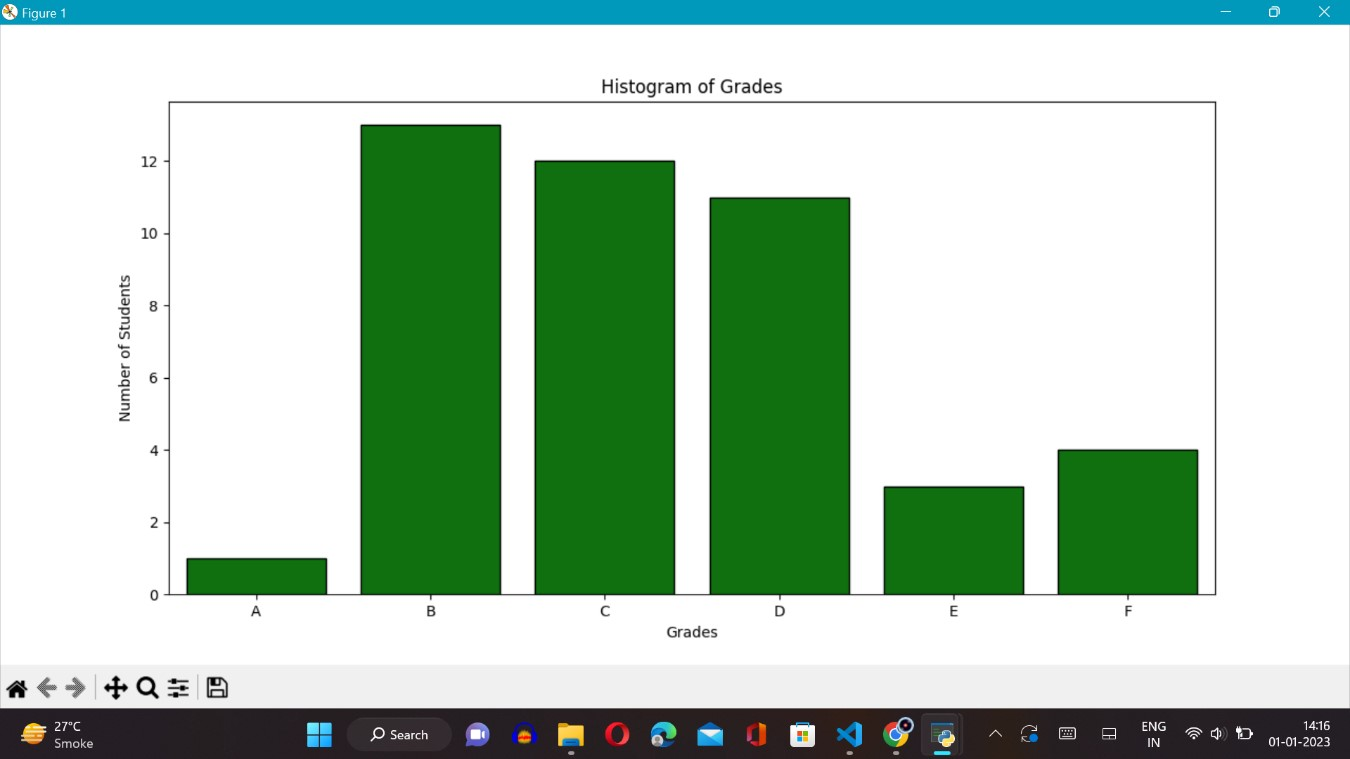 Figure 1
Histogram of Grades
12
10
8
6
4
2
0
Number of Students
A B C D E F
Grades
27°C
Smoke
Search
ENG
IN
14:16
01-01-2023